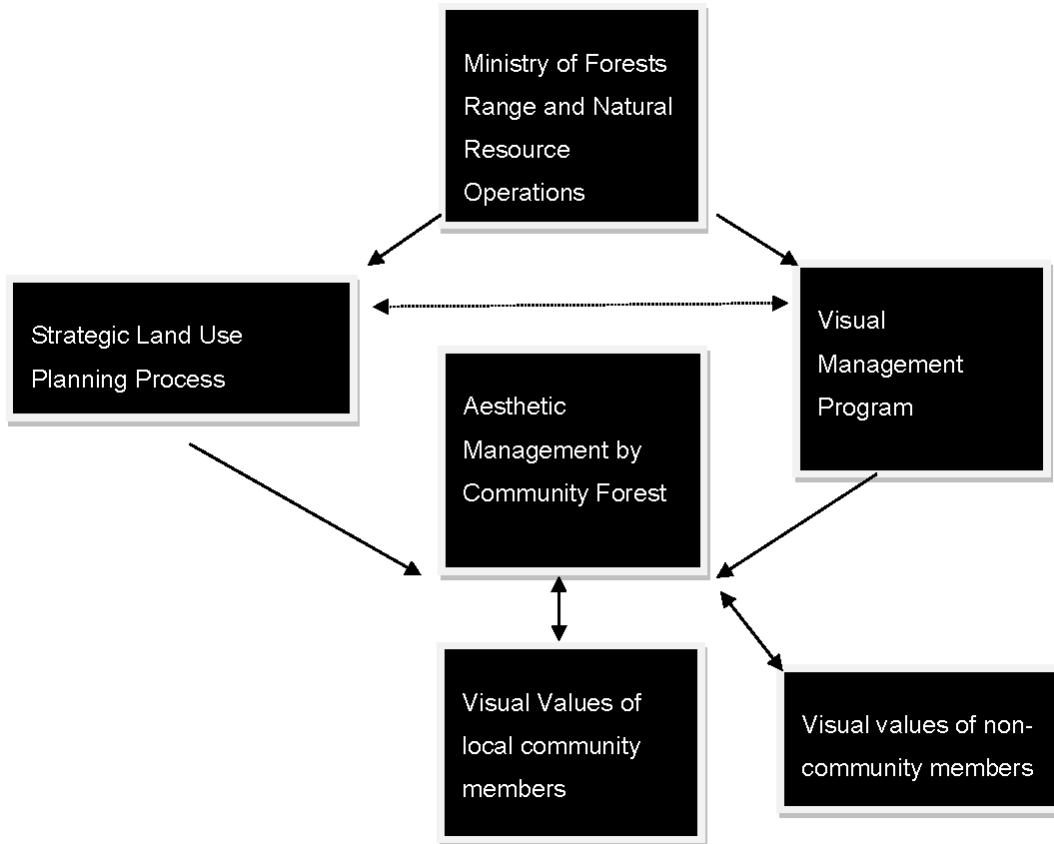 Ministry of Forests
Range and Natural
Resource
Operations
Strategic Land Use
Planning Process
Visual
Management
Program
Aesthetic
Management by
Community Forest
Visual Values of
local community
members
Visual values of non-
community members